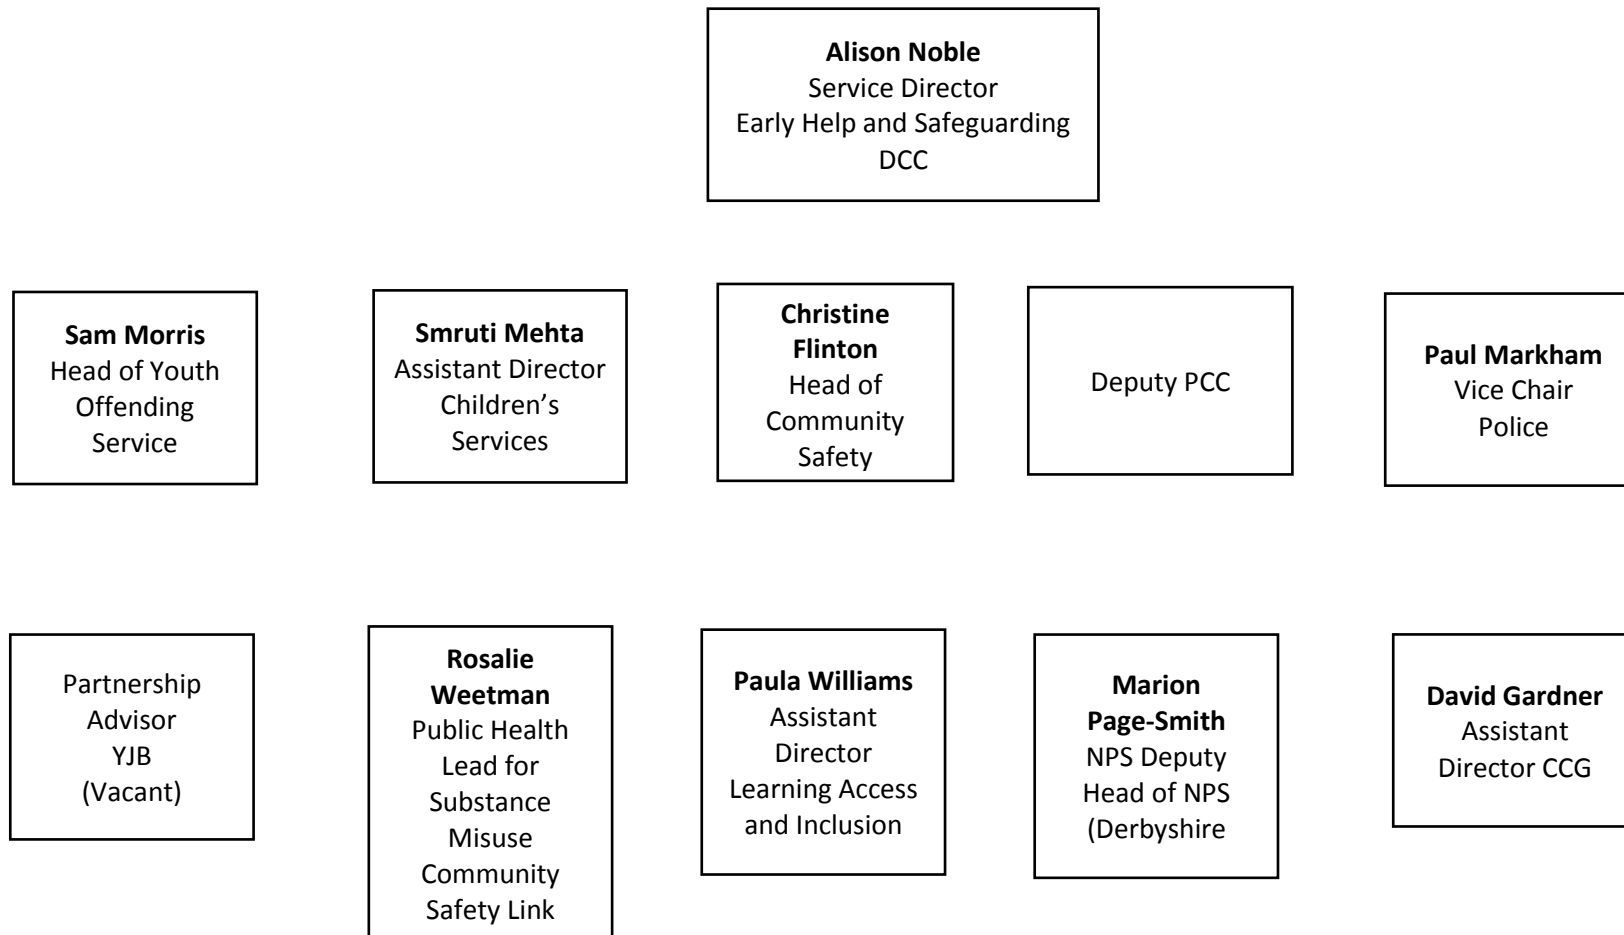 Alison Noble
Service Director
Early Help and Safeguarding
DCC
Sam Morris
Head of Youth
Offending
Service
Smruti Mehta
Assistant Director
Children’s
Services
Christine
Flinton
Head of
Community
Safety
Deputy PCC
Paul Markham
Vice Chair
Police
Partnership
Advisor
YJB
(Vacant)
Rosalie
Weetman
Public Health
Lead for
Substance
Misuse
Community
Safety Link
Paula Williams
Assistant
Director
Learning Access
and Inclusion
Marion
Page-Smith
NPS Deputy
Head of NPS
(Derbyshire
David Gardner
Assistant
Director CCG